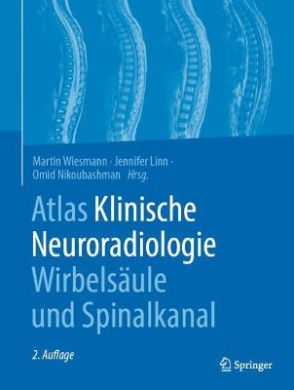 Martin Wiesmann · Jennifer Linn ·
Omid Nikoubashman Hrsg.
Atlas Klinische
Neuroradiologie
Wirbelsäule
und Spinalkanal
2. Auflage
Springer